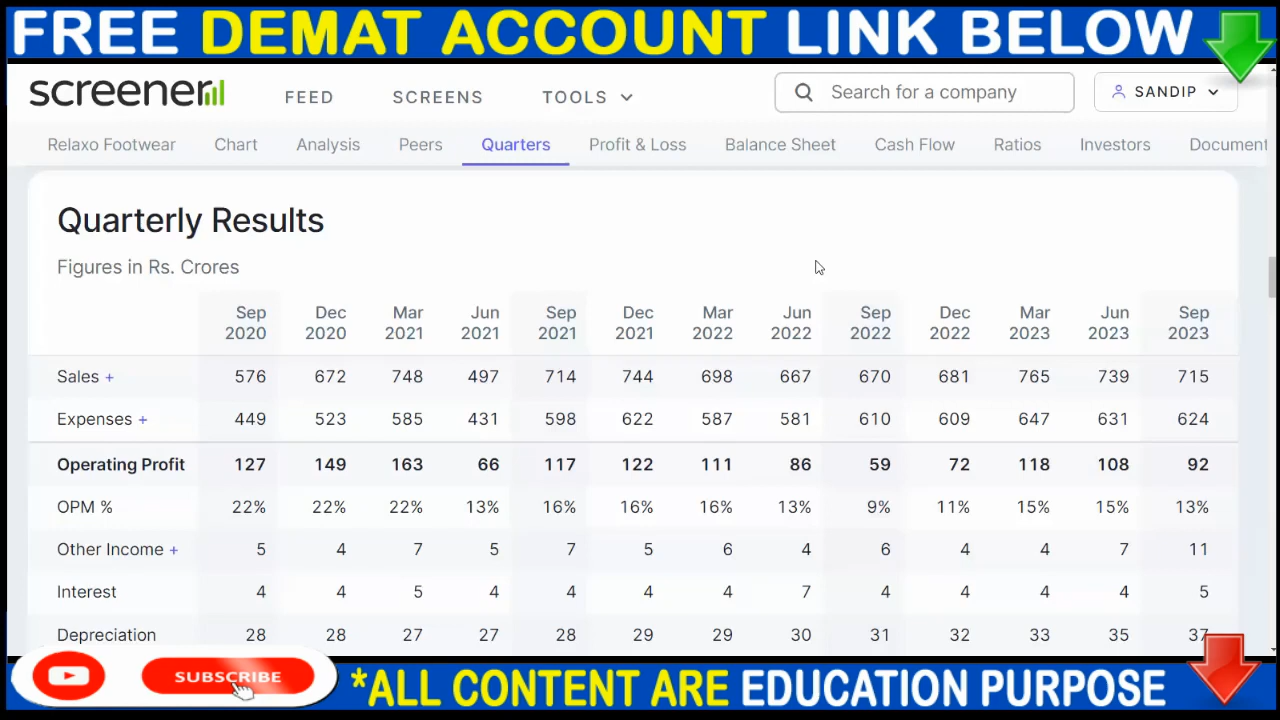 FREE DEMAT ACCOUNT LINK BELOW
screener FEED SCREENS TOOLS Search for a company SANDIP
Relaxo Footwear Chart Analysis Peers Quarters Profit & Loss Balance Sheet Cash Flow Ratios Investors Document
Quarterly Results
Figures in Rs. Crores
Sep Dec Mar Jun Sep Dec Mar Jun Sep Dec Mar Jun Sep
2020 2020 2021 2021 2021 2021 2022 2022 2022 2022 2023 2023 2023
Sales + 576 672 748 497 714 744 698 667 670 681 765 739 715
Expenses + 449 523 585 431 598 622 587 581 610 609 647 631 624
Operating Profit 127 149 163 66 117 122 111 86 59 72 118 108 92
OPM % 22% 22% 22% 13% 16% 16% 16% 13% 9% 11% 15% 15% 13%
Other Income + 5 4 7 5 7 5 6 4 6 4 4 7 11
Interest 4 4 5 4 4 4 4 7 4 4 4 4 5
Depreciation 28 28 27 27 28 29 29 30 31 32 33 35 37
SUBSCRIBE *ALL CONTENT ARE EDUCATION PURPOSE